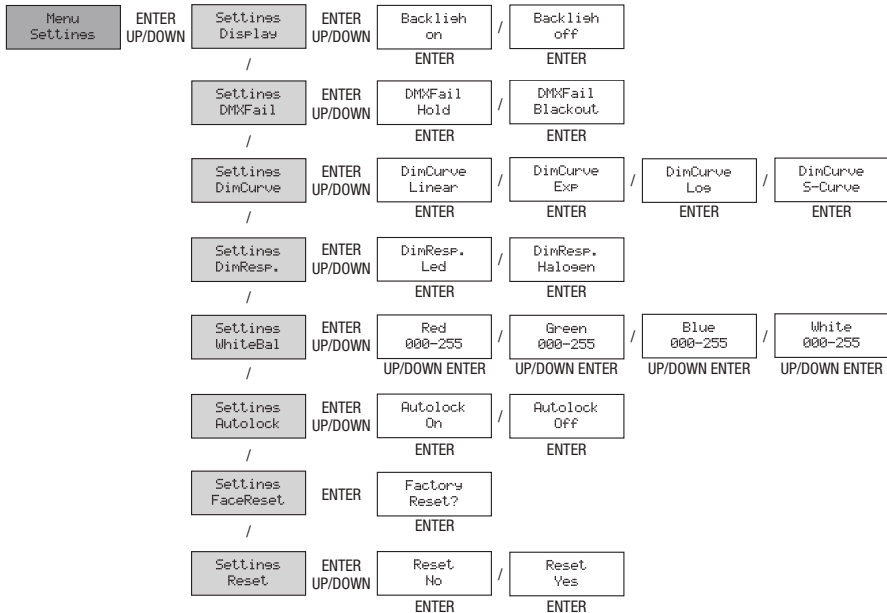 Menu
Settings
ENTER
UP/DOWN
Settings
Display
ENTER
UP/DOWN
Backligh
on
/
Backligh
off
ENTER
ENTER
/
Settings
DMXFail
ENTER
UP/DOWN
DMXFail
Hold
/
DMXFail
Blackout
ENTER
ENTER
/
Settings
DimCurve
ENTER
UP/DOWN
DimCurve
Linear
/
DimCurve
Exp
/
DimCurve
Log
/
DimCurve
S-Curve
ENTER
ENTER
ENTER
ENTER
/
Settings
DimResp.
ENTER
UP/DOWN
DimResp.
Led
/
DimResp.
Halogen
ENTER
ENTER
/
Settings
WhiteBal
ENTER
UP/DOWN
Red
000-255
/
Green
000-255
/
Blue
000-255
/
White
000-255
UP/DOWN ENTER
UP/DOWN ENTER
UP/DOWN ENTER
UP/DOWN ENTER
/
Settings
Autolock
ENTER
UP/DOWN
Autolock
On
/
Autolock
Off
ENTER
ENTER
/
Settings
FaceReset
ENTER
Factory
Reset?
ENTER
/
Settings
Reset
ENTER
UP/DOWN
Reset
No
/
Reset
Yes
ENTER
ENTER